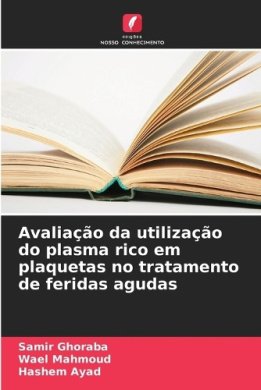 edições
NOSSO CONHECIMENTO
Avaliação da utilização
do plasma rico em
plaquetas no tratamento
de feridas agudas
Samir Ghoraba
Wael Mahmoud
Hashem Ayad